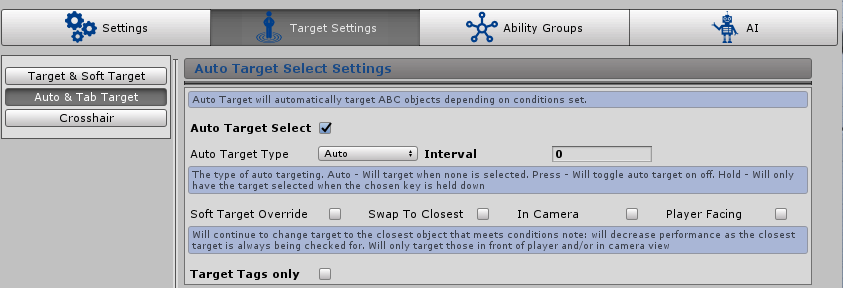 Settings
Target Settings
Ability Groups
AI
Target & Soft Target
Auto & Tab Target
Crosshair
Auto Target Select Settings
Auto Target will automatically target ABC objects depending on conditions set.
Auto Target Select
Auto Target Type Auto Interval 0
The type of auto targeting. Auto - Will target when none is selected. Press - Will toggle auto target on off. Hold - Will only
have the target selected when the chosen key is held down
Soft Target Override Swap To Closest In Camera Player Facing
Will continue to change target to the closest object that meets conditions note: will decrease performance as the closest
target is always being checked for. Will only target those in front of player and/or in camera view
Target Tags only